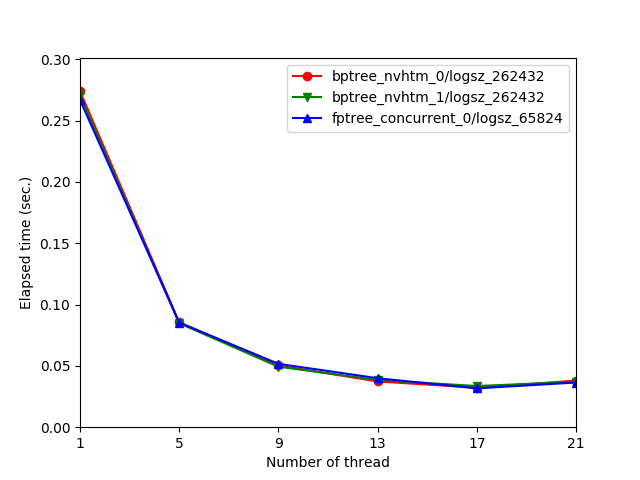 0.30
0.25
0.20
0.15
0.10
0.05
0.00
Elapsed time (sec.)
bptree_nvhtm_0/logsz_262432
bptree_nvhtm_1/logsz_262432
fptree_concurrent_0/logsz_65824
1 5 9 13 17 21
Number of thread